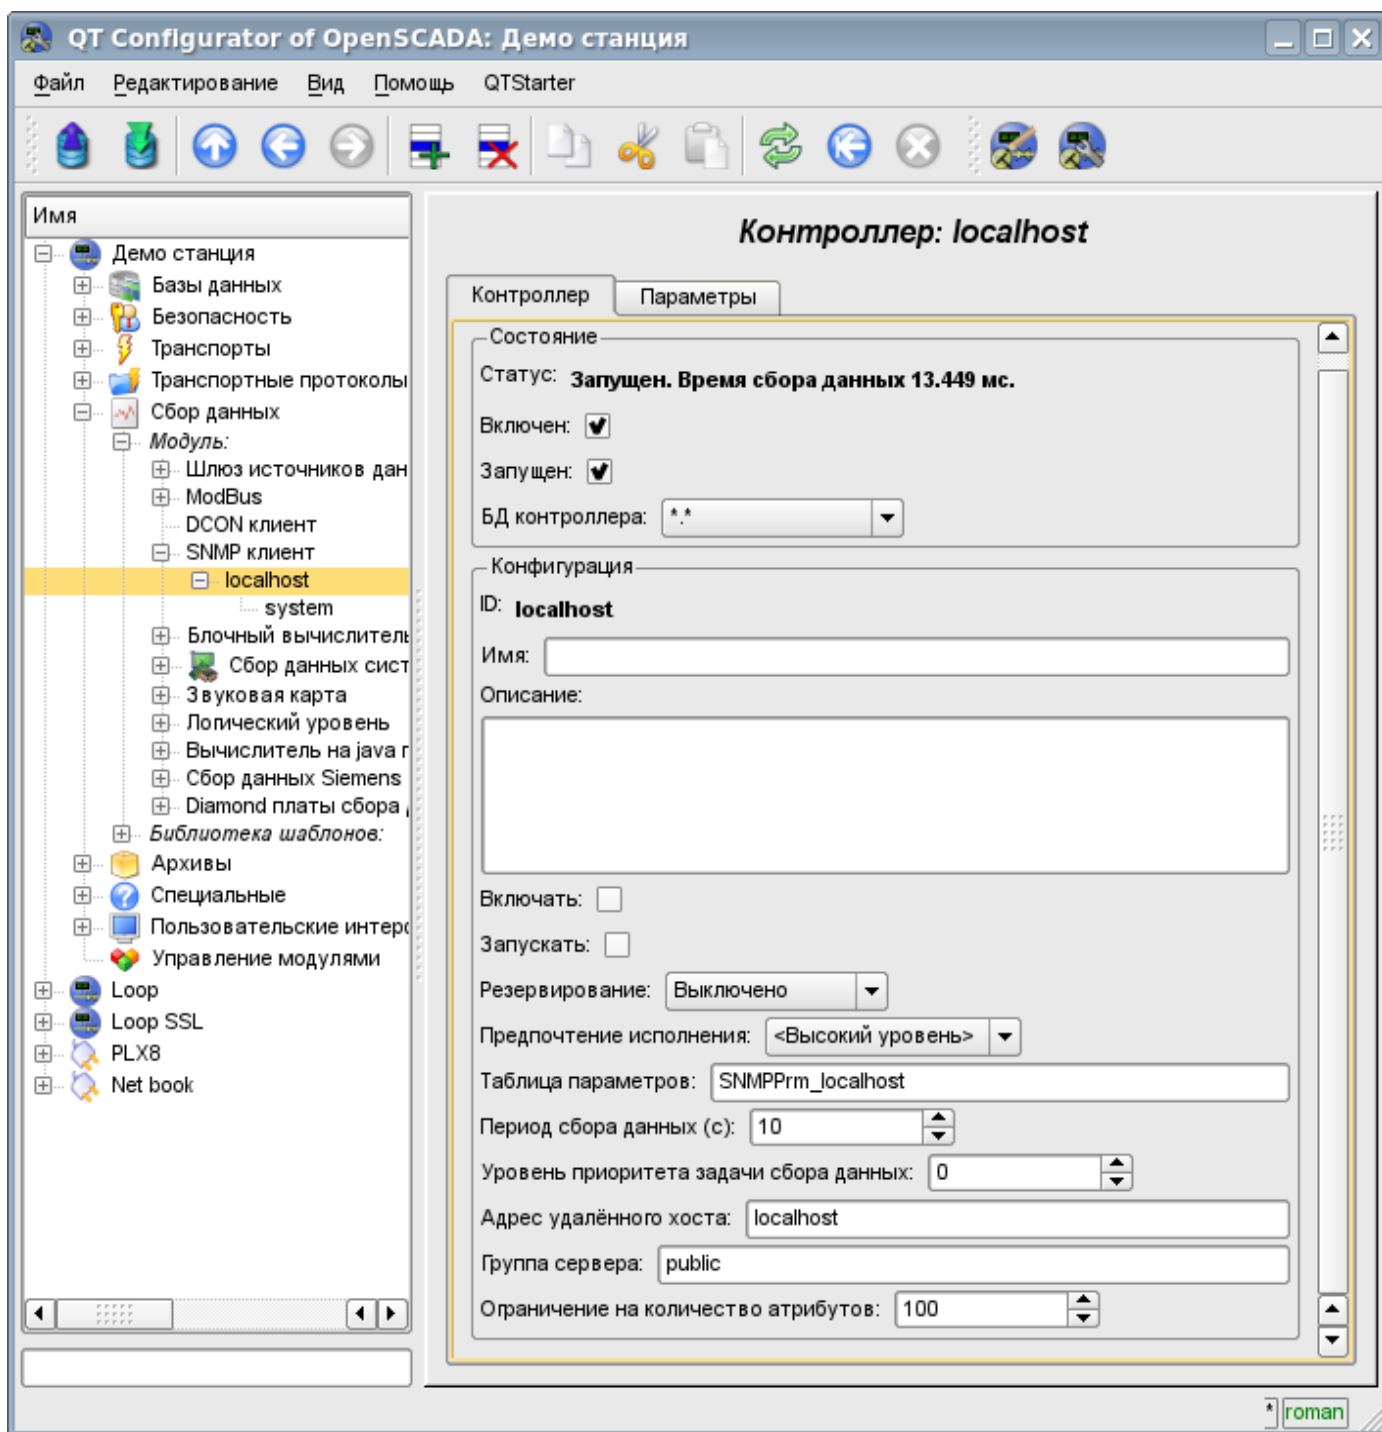 QT Configurator of OpenSCADA: Демо станция
Файл Редактирование Вид Помощь QTStarter
Имя
Демо станция
Базы данных
Безопасность
Транспорты
Транспортные протоколы
Сбор данных
Модуль:
Шлюз источников дан
ModBus
DCON клиент
SNMP клиент
localhost
system
Блочный вычислитель
Сбор данных сист
Звуковая карта
Логический уровень
Вычислитель на java
Сбор данных Siemens
Diamond платы сбора
Библиотека шаблонов:
Архивы
Специальные
Пользовательские интерф
Управление модулями
Loop
Loop SSL
PLX8
Net book
Контроллер: localhost
Контроллер Параметры
Состояние
Статус: Запущен. Время сбора данных 13.449 мс.
Включен:
Запущен:
БД контроллера: *.*
Конфигурация
ID: localhost
Имя:
Описание:
Включать:
Запускать:
Резервирование: Выключено
Предпочтение исполнения: <Высокий уровень>
Таблица параметров: SNMPPrm_localhost
Период сбора данных (с): 10
Уровень приоритета задачи сбора данных: 0
Адрес удалённого хоста: localhost
Группа сервера: public
Ограничение на количество атрибутов: 100
* roman